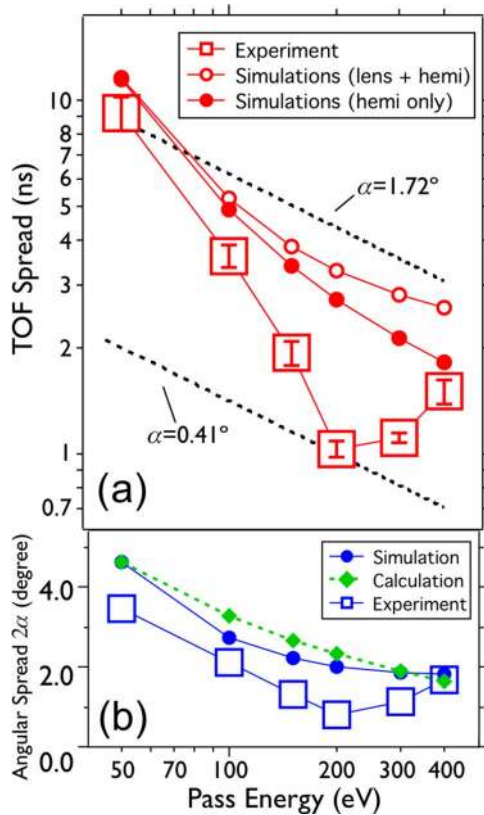 Experiment
Simulations (lens + hemi)
Simulations (hemi only)
10
8
7
6
5
4
3
2
1
0.7
TOF Spread (ns)
α=1.72°
α=0.41°
(a)
Simulation
Calculation
Experiment
4.0
2.0
0.0
Angular Spread 2α (degree)
(b)
50 70 100 200 300 400
Pass Energy (eV)